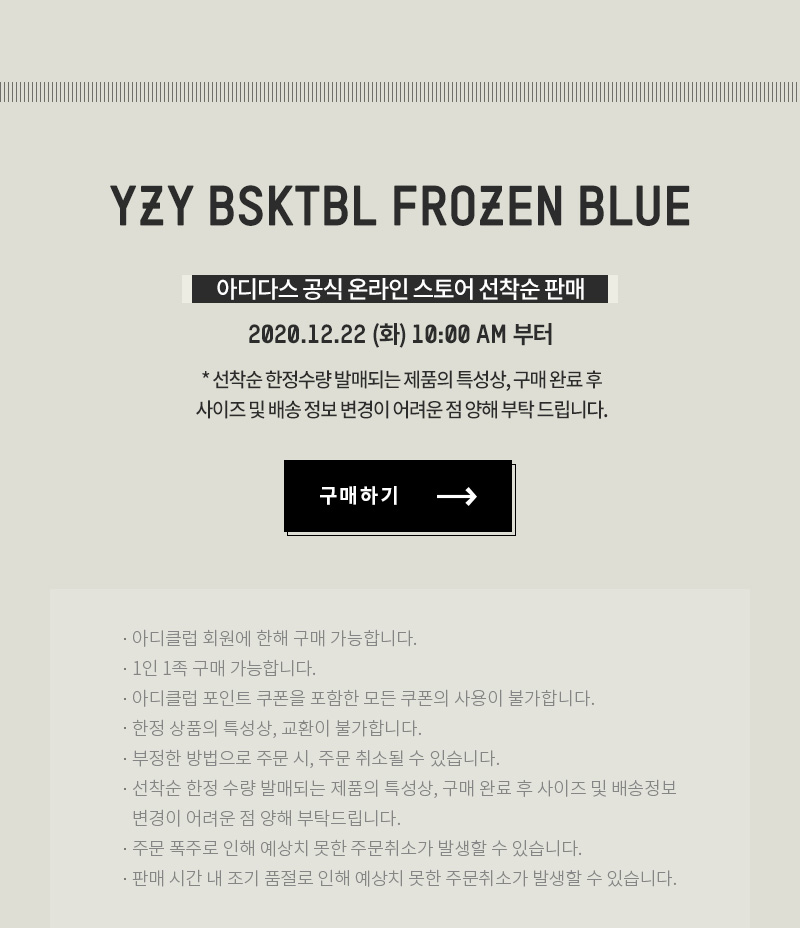 YƵY BSKTBL FROƵEN BLUE
아디다스 공식 온라인 스토어 선착순 판매
2020.12.22 (화) 10:00 AM 부터
* 선착순 한정수량 발매되는 제품의 특성상, 구매 완료 후
사이즈 및 배송 정보 변경이 어려운 점 양해 부탁 드립니다.
구매하기
· 아디클럽 회원에 한해 구매 가능합니다.
· 1인 1족 구매 가능합니다.
· 아디클럽 포인트 쿠폰을 포함한 모든 쿠폰의 사용이 불가합니다.
· 한정 상품의 특성상, 교환이 불가합니다.
· 부정한 방법으로 주문 시, 주문 취소될 수 있습니다.
· 선착순 한정 수량 발매되는 제품의 특성상, 구매 완료 후 사이즈 및 배송정보
변경이 어려운 점 양해 부탁드립니다.
· 주문 폭주로 인해 예상치 못한 주문취소가 발생할 수 있습니다.
· 판매 시간 내 조기 품절로 인해 예상치 못한 주문취소가 발생할 수 있습니다.